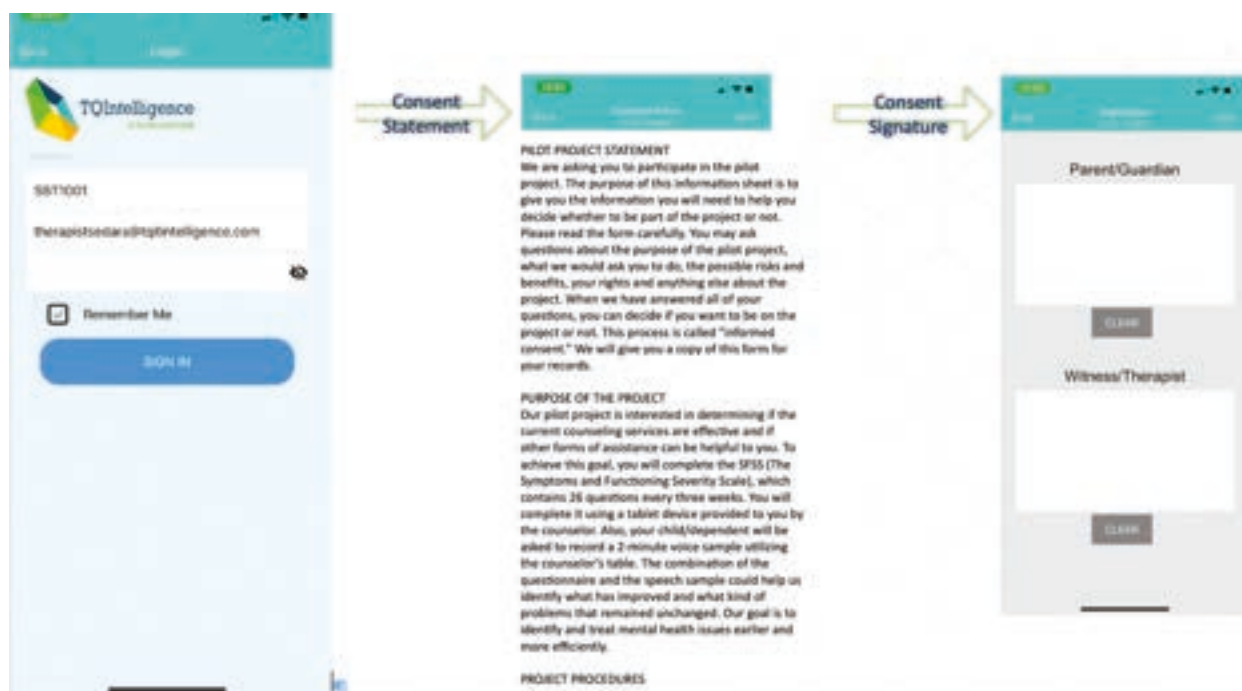 Login
TQIntelligence
SBT1001
Remember Me
SIGN IN
Consent
Statement
PILOT PROJECT STATEMENT
We are asking you to participate in the pilot
project. The purpose of this information sheet is to
give you the information you will need to help you
decide whether to be part of the project or not.
Please read the form carefully. You may ask
questions about the purpose of the pilot project,
what we would ask you to do, the possible risks and
benefits, your rights and anything else about the
project. When we have answered all of your
questions, you can decide if you want to be on the
project or not. This process is called "informed
consent." We will give you a copy of this form for
your records.
PURPOSE OF THE PROJECT
Our pilot project is interested in determining if the
current counseling services are effective and if
other forms of assistance can be helpful to you. To
achieve this goal, you will complete the SFSS (The
Symptoms and Functioning Severity Scale), which
contains 26 questions every three weeks. You will
complete it using a tablet device provided to you by
the counselor. Also, your child/dependent will be
asked to record a 2-minute voice sample utilizing
the counselor's table. The combination of the
questionnaire and the speech sample could help us
identify what has improved and what kind of
problems that remained unchanged. Our goal is to
identify and treat mental health issues earlier and
more efficiently.
PROJECT PROCEDURES
Consent
Signature
Parent/Guardian
CLEAR
Witness/Therapist
CLEAR